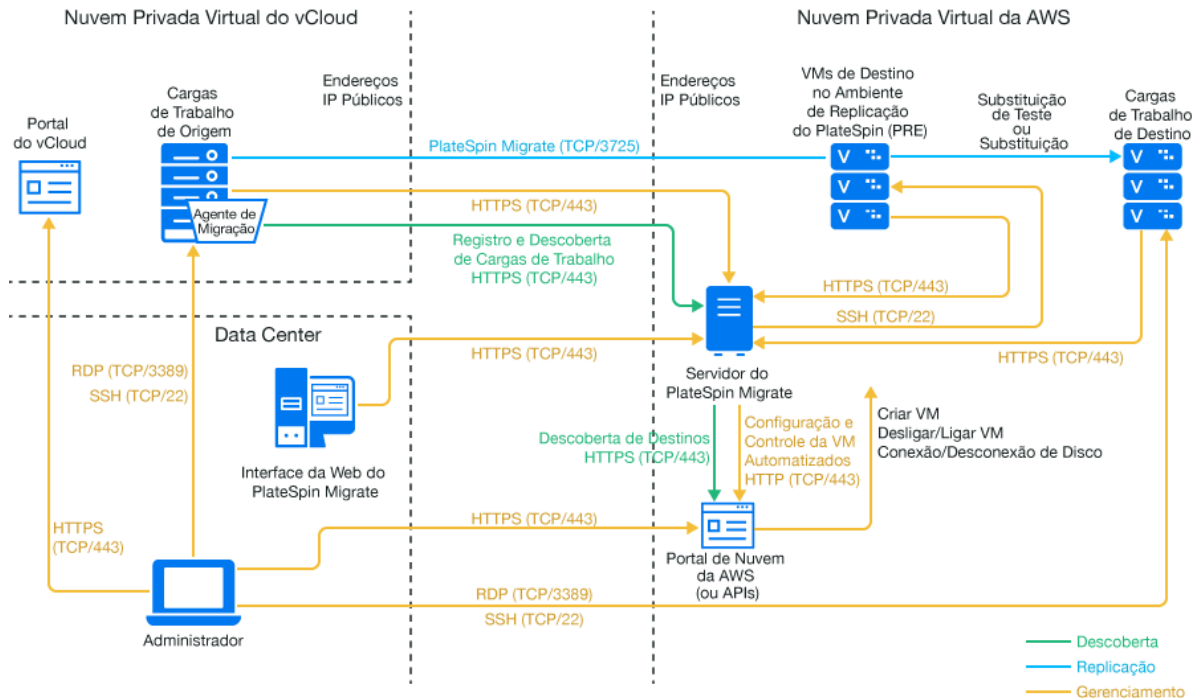 Nuvem Privada Virtual do vCloud
Nuvem Privada Virtual da AWS
Portal
do vCloud
Cargas
de Trabalho
de Origem
Endereços
IP Públicos
Endereços
IP Públicos
VMs de Destino
no Ambiente
de Replicação
do PlateSpin (PRE)
Substituição
de Teste
ou
Substituição
Cargas
de Trabalho
de Destino
PlateSpin Migrate (TCP/3725)
V
V
V
V
V
V
HTTPS (TCP/443)
Agente de
Migração
Registro e Descoberta
de Cargas de Trabalho
HTTPS (TCP/443)
HTTPS (TCP/443)
SSH (TCP/22)
HTTPS (TCP/443)
Data Center
HTTPS (TCP/443)
RDP (TCP/3389)
SSH (TCP/22)
Servidor do
PlateSpin Migrate
Interface da Web do
PlateSpin Migrate
Descoberta de Destinos
HTTPS (TCP/443)
Configuração e
Controle da VM
Automatizados
HTTP (TCP/443)
Criar VM
Desligar/Ligar VM
Conexão/Desconexão de Disco
HTTPS
(TCP/443)
HTTPS (TCP/443)
Portal de Nuvem
da AWS
(ou APIs)
RDP (TCP/3389)
SSH (TCP/22)
Administrador
Descoberta
Replicação
Gerenciamento